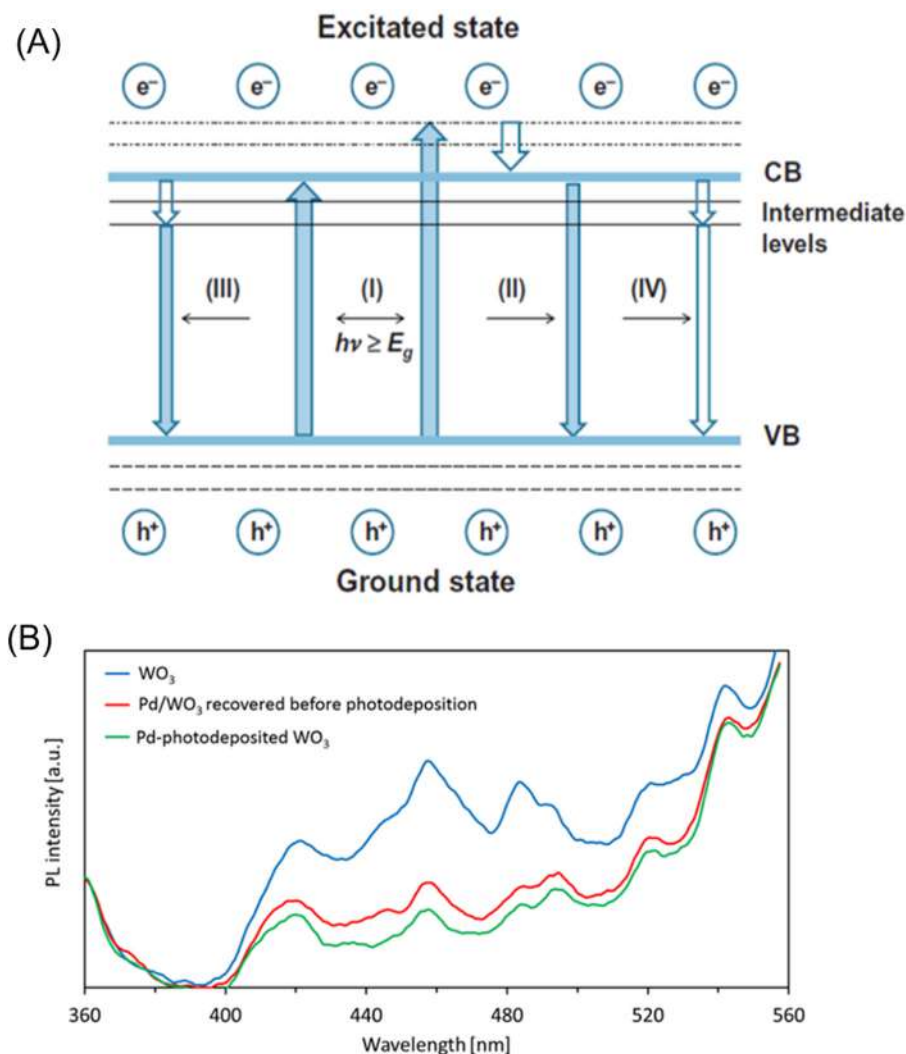 (A)
Excitated state
e⁻ e⁻ e⁻ e⁻ e⁻ e⁻
CB
Intermediate
levels
(III) (I) (II) (IV)
hν ≥ E_g
VB
h⁺ h⁺ h⁺ h⁺ h⁺ h⁺
Ground state
(B)
WO₃
Pd/WO₃ recovered before photodeposition
Pd-photodeposited WO₃
PL intensity [a.u.]
360 400 440 480 520 560
Wavelength [nm]